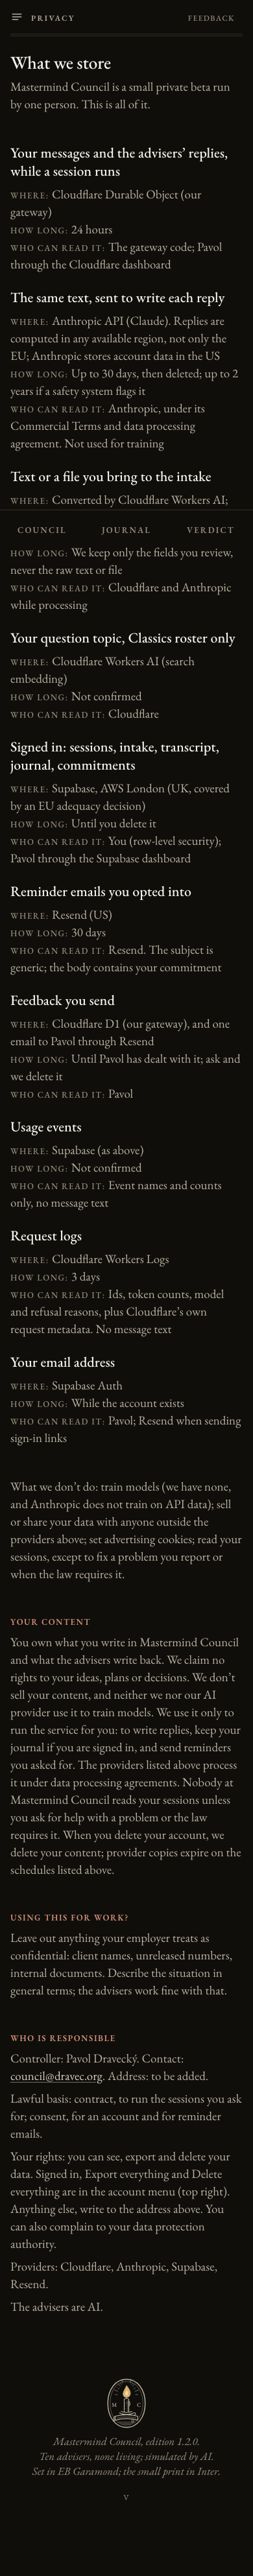 PRIVACY
FEEDBACK
What we store
Mastermind Council is a small private beta run
by one person. This is all of it.
Your messages and the advisers’ replies,
while a session runs
WHERE: Cloudflare Durable Object (our
gateway)
HOW LONG: 24 hours
WHO CAN READ IT: The gateway code; Pavol
through the Cloudflare dashboard
The same text, sent to write each reply
WHERE: Anthropic API (Claude). Replies are
computed in any available region, not only the
EU; Anthropic stores account data in the US
HOW LONG: Up to 30 days, then deleted; up to 2
years if a safety system flags it
WHO CAN READ IT: Anthropic, under its
Commercial Terms and data processing
agreement. Not used for training
Text or a file you bring to the intake
WHERE: Converted by Cloudflare Workers AI;
COUNCIL
JOURNAL
VERDICT
HOW LONG: We keep only the fields you review,
never the raw text or file
WHO CAN READ IT: Cloudflare and Anthropic
while processing
Your question topic, Classics roster only
WHERE: Cloudflare Workers AI (search
embedding)
HOW LONG: Not confirmed
WHO CAN READ IT: Cloudflare
Signed in: sessions, intake, transcript,
journal, commitments
WHERE: Supabase, AWS London (UK, covered
by an EU adequacy decision)
HOW LONG: Until you delete it
WHO CAN READ IT: You (row-level security);
Pavol through the Supabase dashboard
Reminder emails you opted into
WHERE: Resend (US)
HOW LONG: 30 days
WHO CAN READ IT: Resend. The subject is
generic; the body contains your commitment
Feedback you send
WHERE: Cloudflare D1 (our gateway), and one
email to Pavol through Resend
HOW LONG: Until Pavol has dealt with it; ask and
we delete it
WHO CAN READ IT: Pavol
Usage events
WHERE: Supabase (as above)
HOW LONG: Not confirmed
WHO CAN READ IT: Event names and counts
only, no message text
Request logs
WHERE: Cloudflare Workers Logs
HOW LONG: 3 days
WHO CAN READ IT: Ids, token counts, model
and refusal reasons, plus Cloudflare’s own
request metadata. No message text
Your email address
WHERE: Supabase Auth
HOW LONG: While the account exists
WHO CAN READ IT: Pavol; Resend when sending
sign-in links
What we don’t do: train models (we have none,
and Anthropic does not train on API data); sell
or share your data with anyone outside the
providers above; set advertising cookies; read your
sessions, except to fix a problem you report or
when the law requires it.
YOUR CONTENT
You own what you write in Mastermind Council
and what the advisers write back. We claim no
rights to your ideas, plans or decisions. We don’t
sell your content, and neither we nor our AI
provider use it to train models. We use it only to
run the service for you: to write replies, keep your
journal if you are signed in, and send reminders
you asked for. The providers listed above process
it under data processing agreements. Nobody at
Mastermind Council reads your sessions unless
you ask for help with a problem or the law
requires it. When you delete your account, we
delete your content; provider copies expire on the
schedules listed above.
USING THIS FOR WORK?
Leave out anything your employer treats as
confidential: client names, unreleased numbers,
internal documents. Describe the situation in
general terms; the advisers work fine with that.
WHO IS RESPONSIBLE
Controller: Pavol Dravecký. Contact:
council@dravec.org. Address: to be added.
Lawful basis: contract, to run the sessions you ask
for; consent, for an account and for reminder
emails.
Your rights: you can see, export and delete your
data. Signed in, Export everything and Delete
everything are in the account menu (top right).
Anything else, write to the address above. You
can also complain to your data protection
authority.
Providers: Cloudflare, Anthropic, Supabase,
Resend.
The advisers are AI.
M C
Mastermind Council, edition 1.2.0.
Ten advisers, none living; simulated by AI.
Set in EB Garamond; the small print in Inter.
V